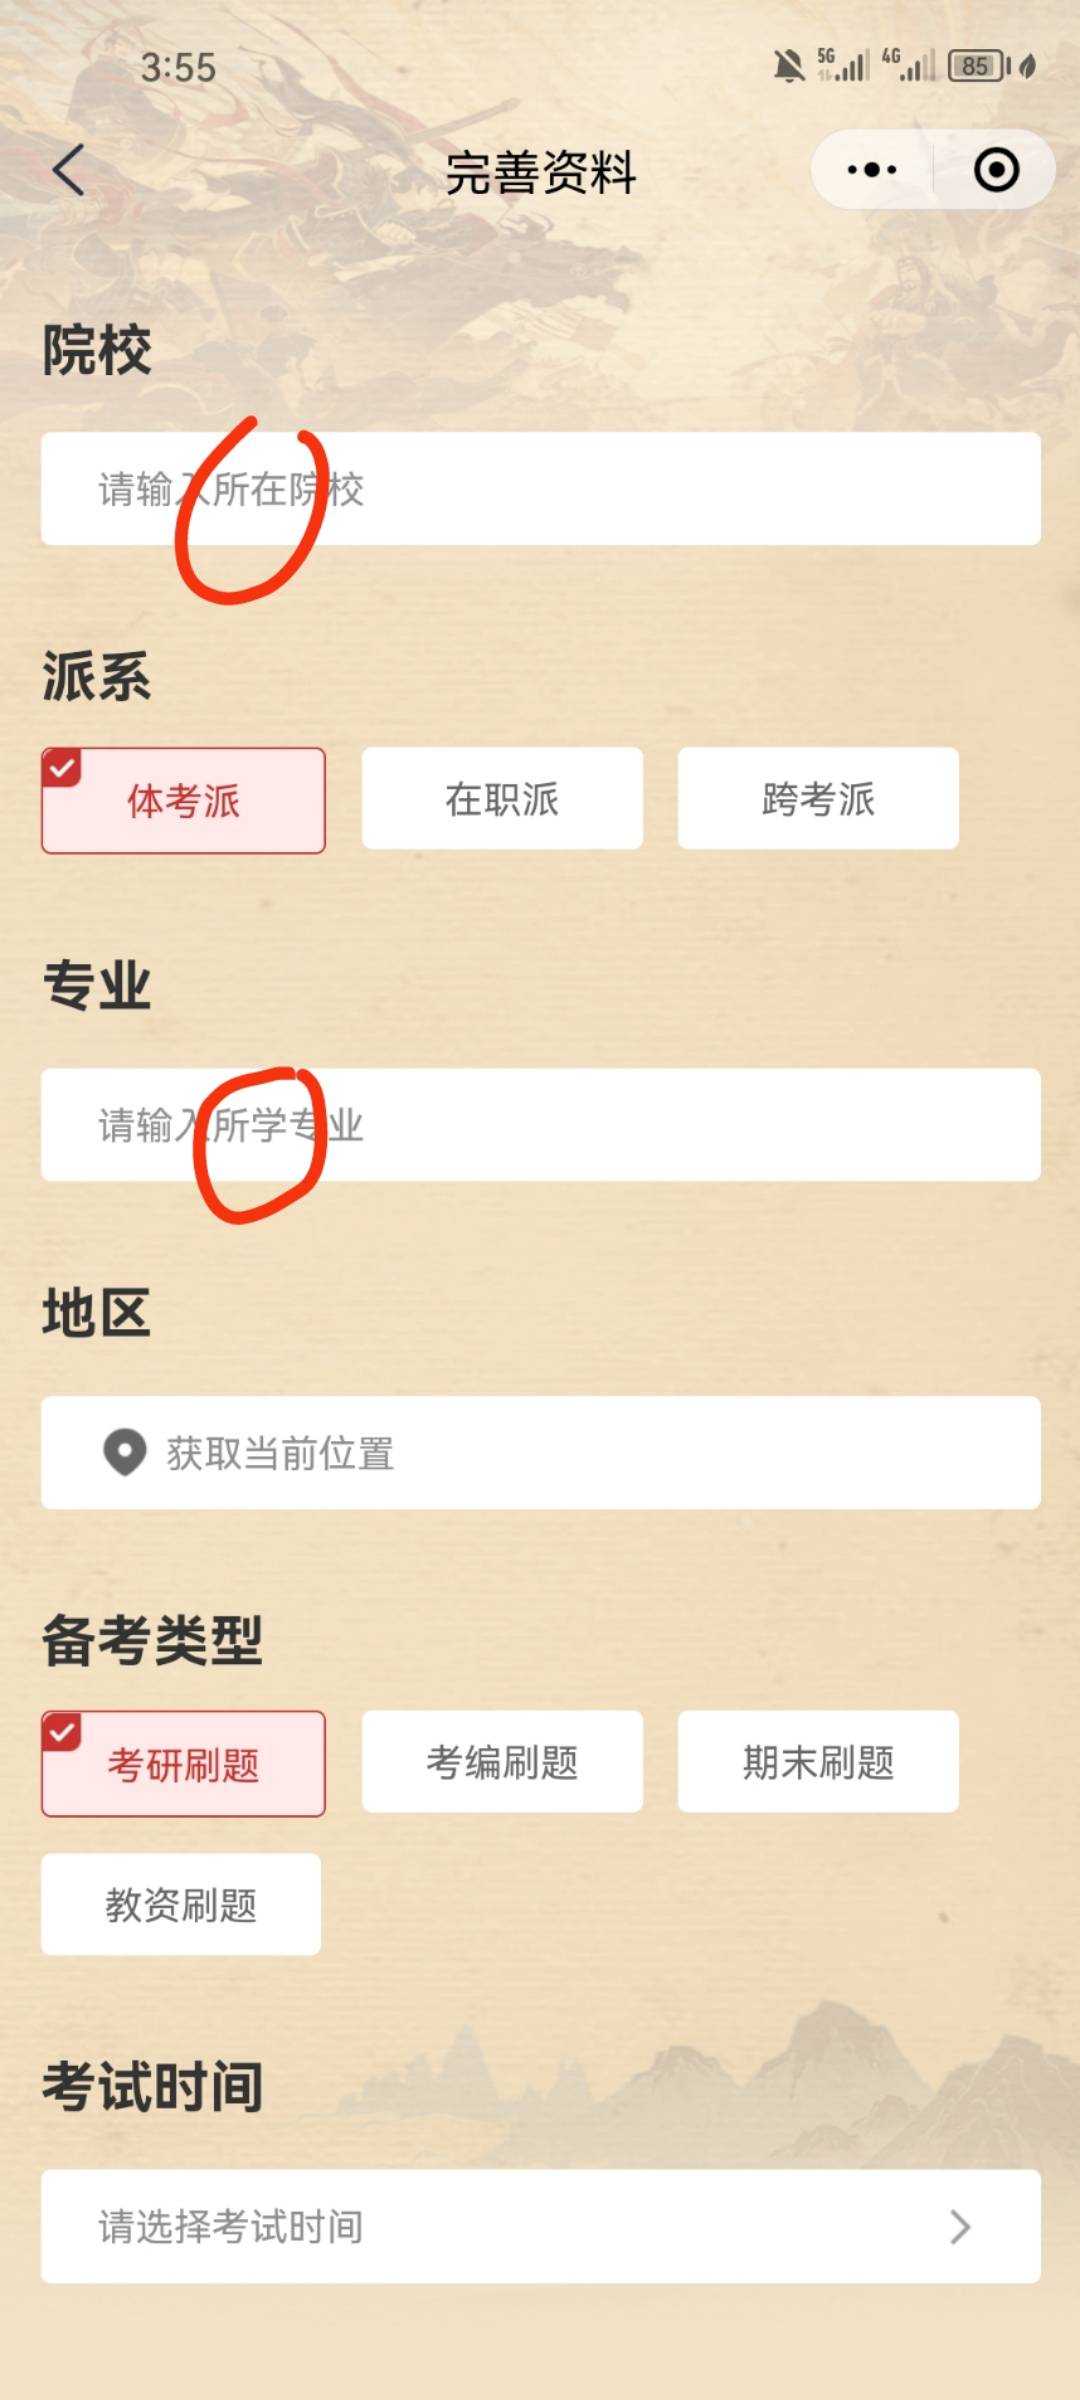 3:55
5G 4G 85
完善资料
院校
请输入所在院校
派系
体考派 在职派 跨考派
专业
请输入所学专业
地区
获取当前位置
备考类型
考研刷题 考编刷题 期末刷题
教资刷题
考试时间
请选择考试时间